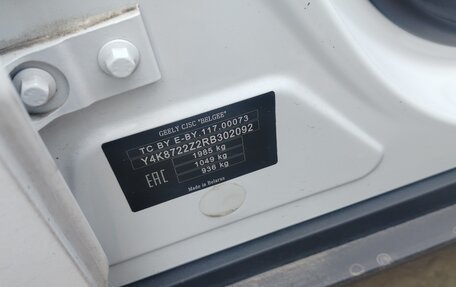 GEELY CJSC "BELGEE"
TC BY E-BY.117.00073
Y4K8722Z2RB302092
1985 kg
1049 kg
936 kg
EAC
Made in Belarus